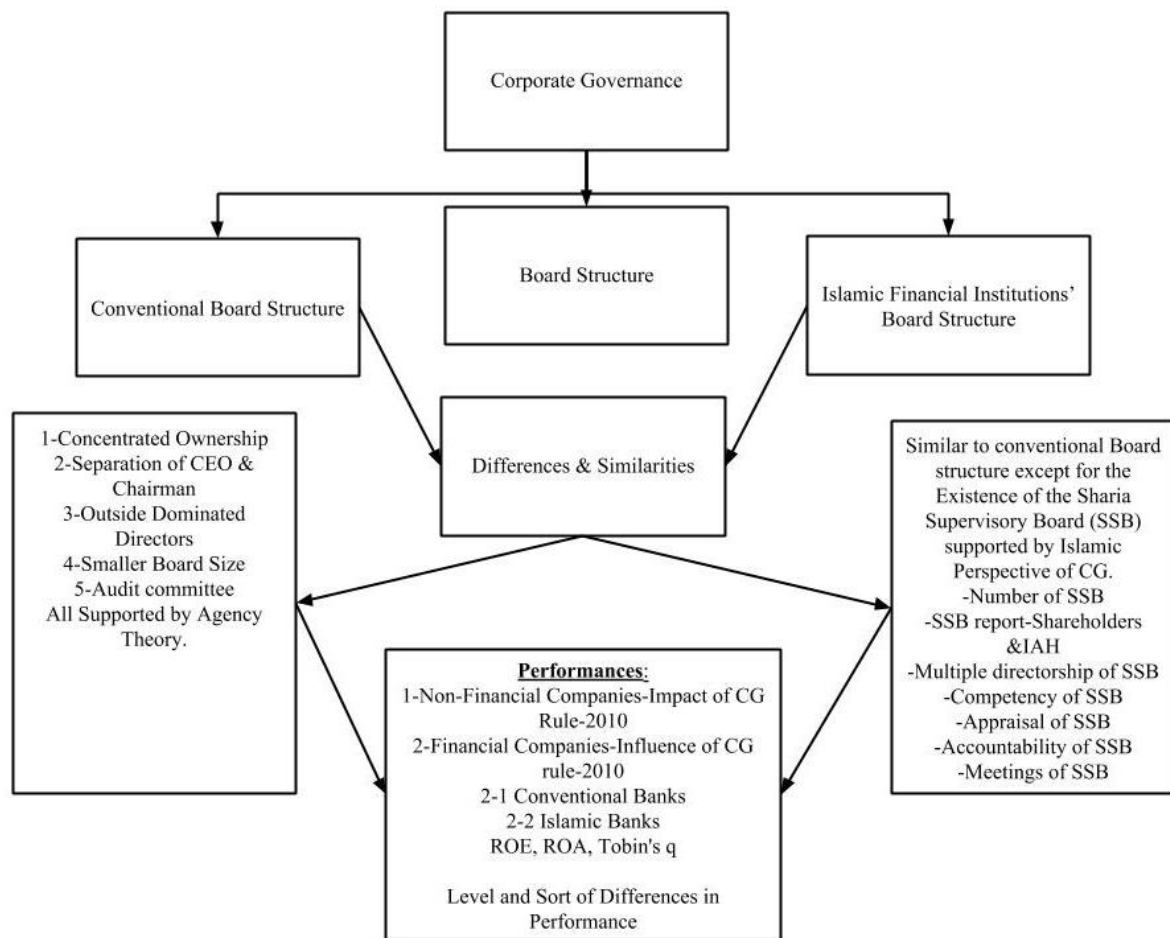 Corporate Governance
Conventional Board Structure
Board Structure
Islamic Financial Institutions'
Board Structure
Differences & Similarities
1-Concentrated Ownership
2-Separation of CEO &
Chairman
3-Outside Dominated
Directors
4-Smaller Board Size
5-Audit committee
All Supported by Agency
Theory.
Similar to conventional Board
structure except for the
Existence of the Sharia
Supervisory Board (SSB)
supported by Islamic
Perspective of CG.
-Number of SSB
-SSB report-Shareholders
&IAH
-Multiple directorship of SSB
-Competency of SSB
-Appraisal of SSB
-Accountability of SSB
-Meetings of SSB
Performances:
1-Non-Financial Companies-Impact of CG
Rule-2010
2-Financial Companies-Influence of CG
rule-2010
2-1 Conventional Banks
2-2 Islamic Banks
ROE, ROA, Tobin's q
Level and Sort of Differences in
Performance